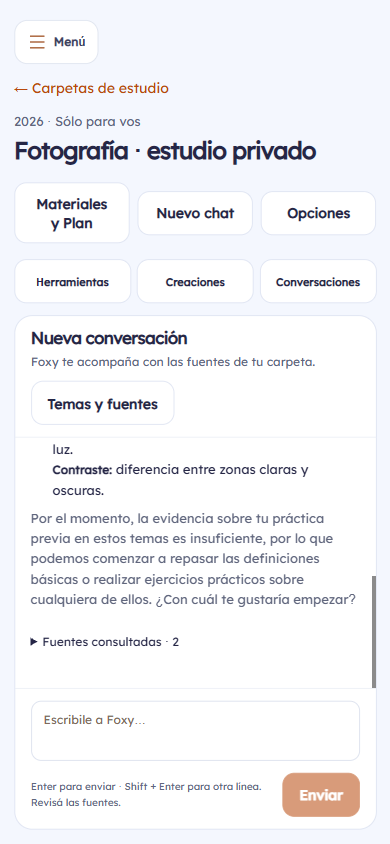 Menú
← Carpetas de estudio
2026 · Sólo para vos
Fotografía · estudio privado
Materiales
y Plan
Nuevo chat
Opciones
Herramientas
Creaciones
Conversaciones
Nueva conversación
Foxy te acompaña con las fuentes de tu carpeta.
Temas y fuentes
luz.
Contraste: diferencia entre zonas claras y
oscuras.
Por el momento, la evidencia sobre tu práctica
previa en estos temas es insuficiente, por lo que
podemos comenzar a repasar las definiciones
básicas o realizar ejercicios prácticos sobre
cualquiera de ellos. ¿Con cuál te gustaría empezar?
▶ Fuentes consultadas · 2
Escribile a Foxy...
Enter para enviar · Shift + Enter para otra línea.
Revisá las fuentes.
Enviar